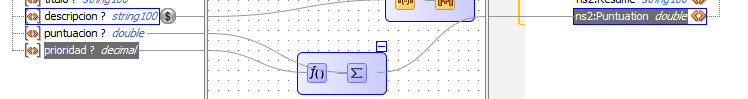 titulo ? string100
descripcion ? string100 $
puntuacion ? double
prioridad ? decimal
f() Σ
ns2:Resume string100
ns2:Puntuation double